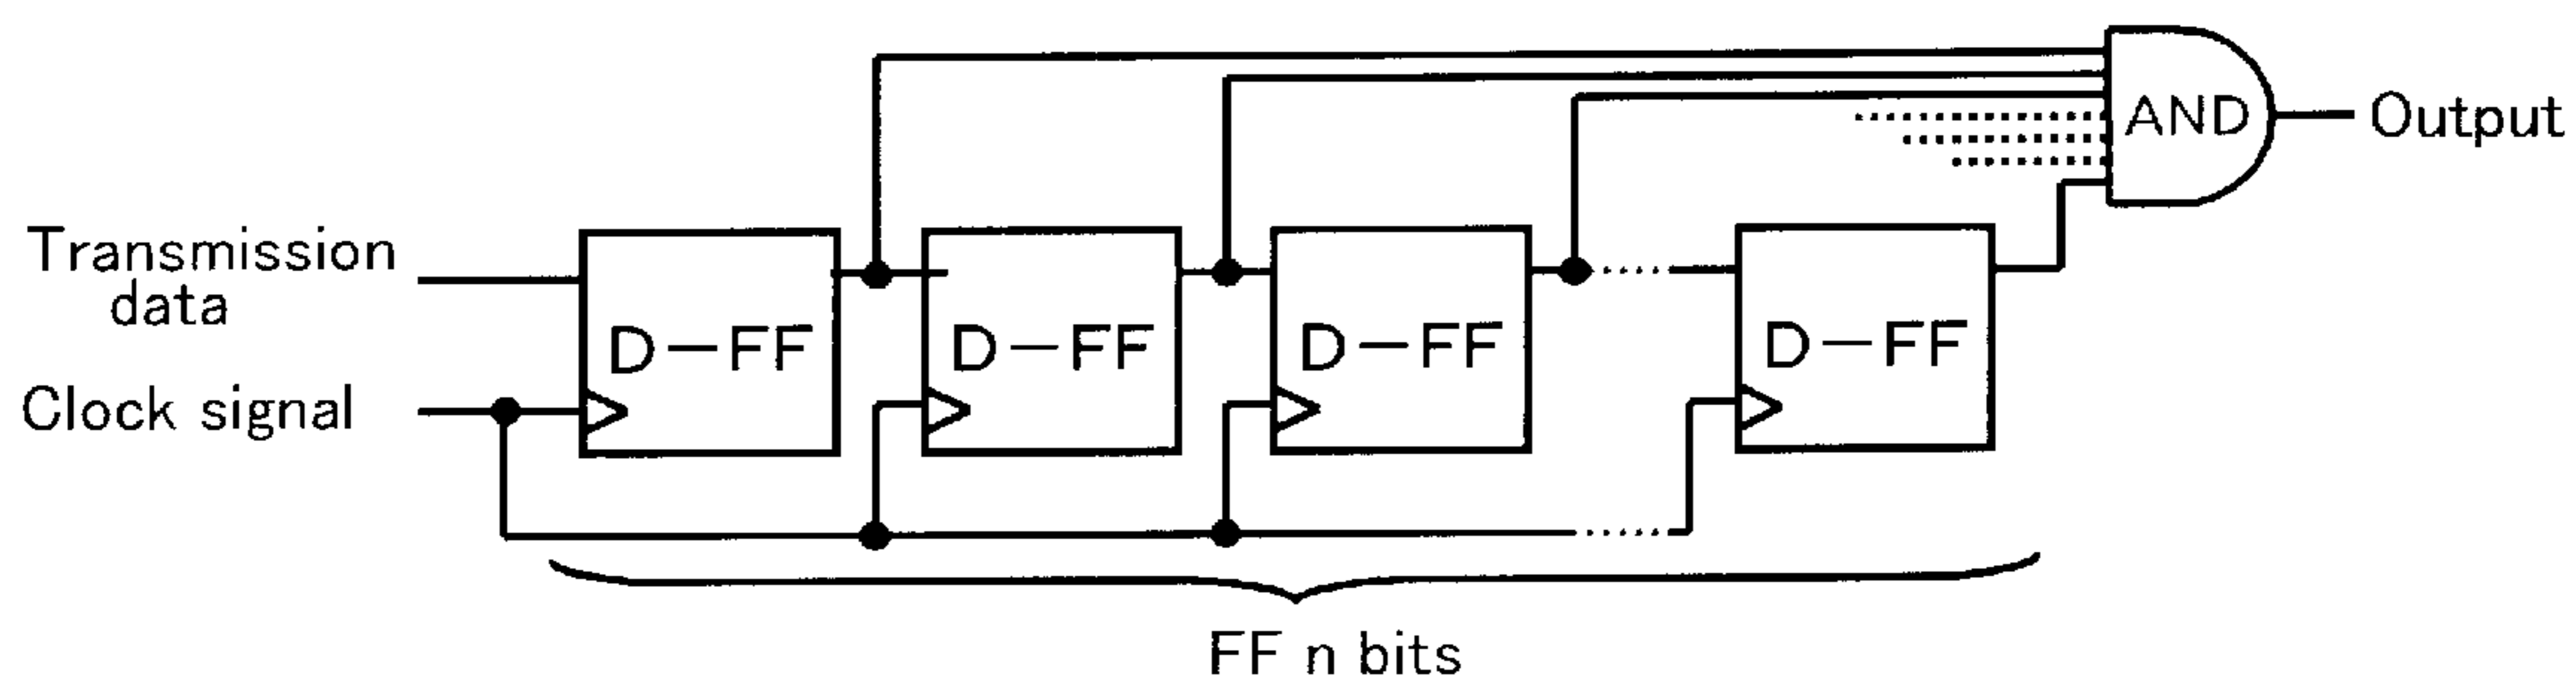 AND
Output
Transmission
data
D-FF
D-FF
D-FF
D-FF
Clock signal
FF n bits